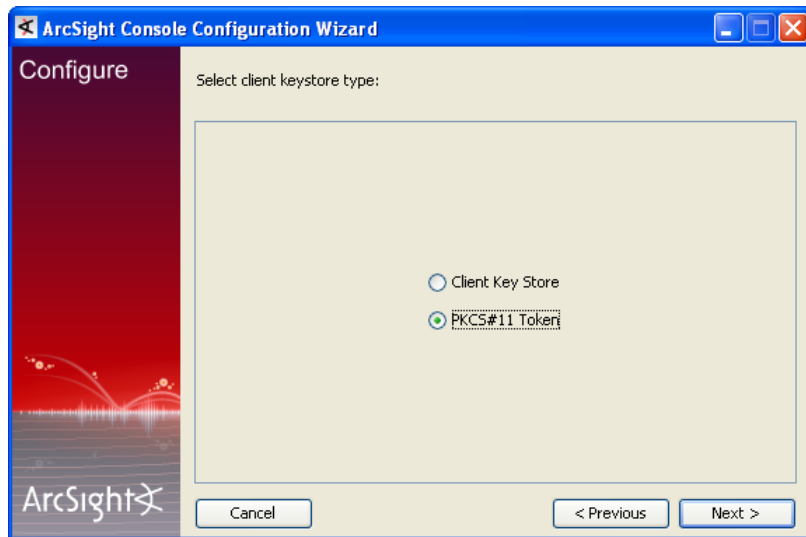 ArcSight Console Configuration Wizard
Configure
Select client keystore type:
Client Key Store
PKCS#11 Token
ArcSight
Cancel
< Previous
Next >